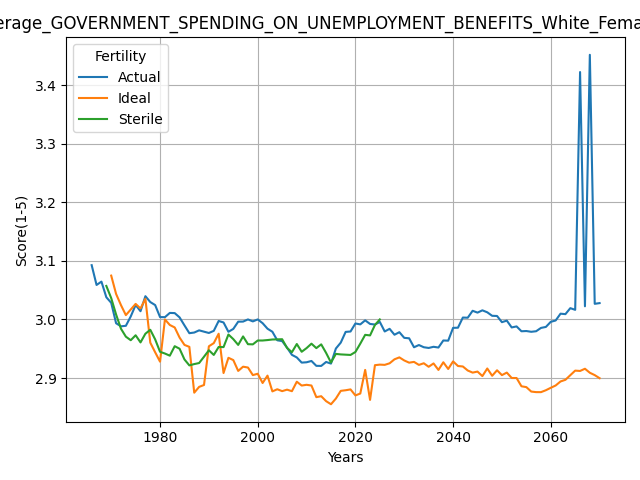 erage_GOVERNMENT_SPENDING_ON_UNEMPLOYMENT_BENEFITS_White_Fema
Fertility
Actual
Ideal
Sterile
3.4
3.3
3.2
3.1
3.0
2.9
Score(1-5)
1980
2000
2020
2040
2060
Years